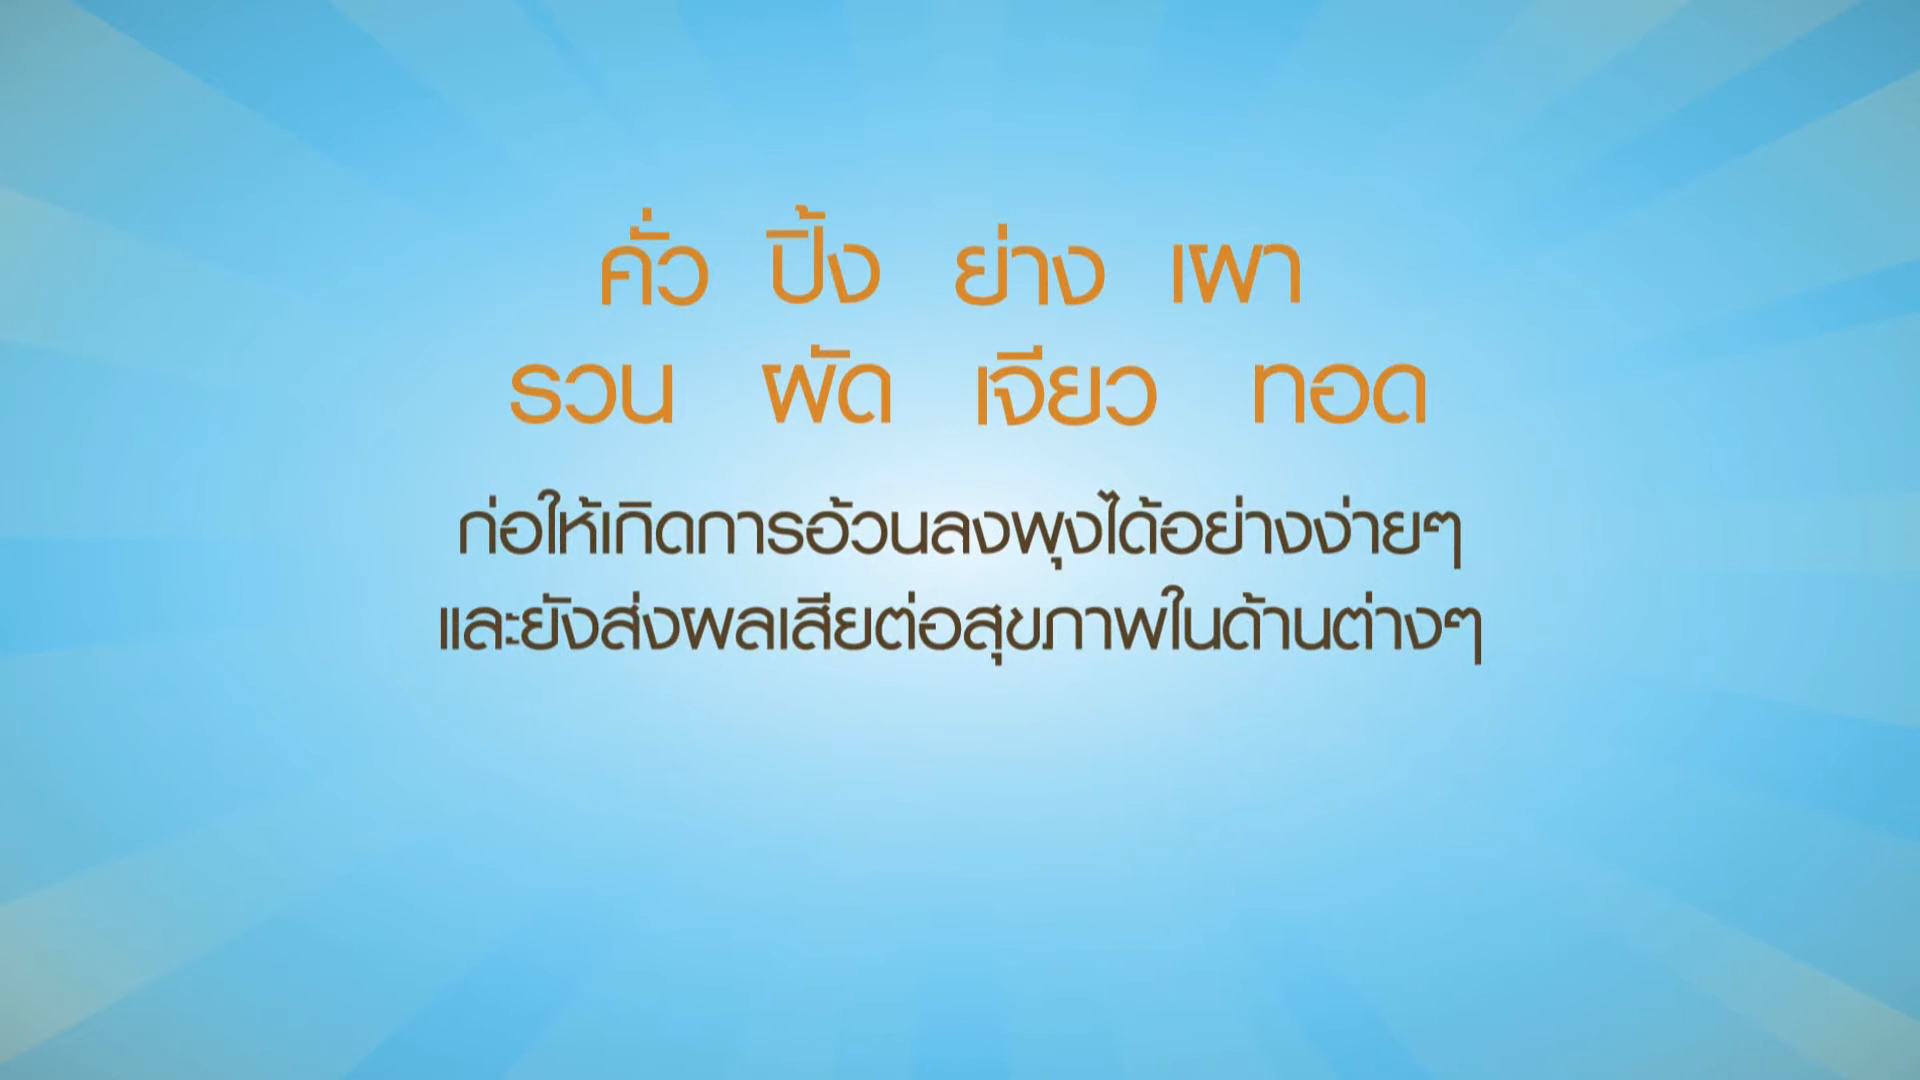 คั่ว ปิ้ง ย่าง เผา
รวน ผัด เจียว ทอด
ก่อให้เกิดการอ้วนลงพุงได้อย่างง่ายๆ
และยังส่งผลเสียต่อสุขภาพในด้านต่างๆ